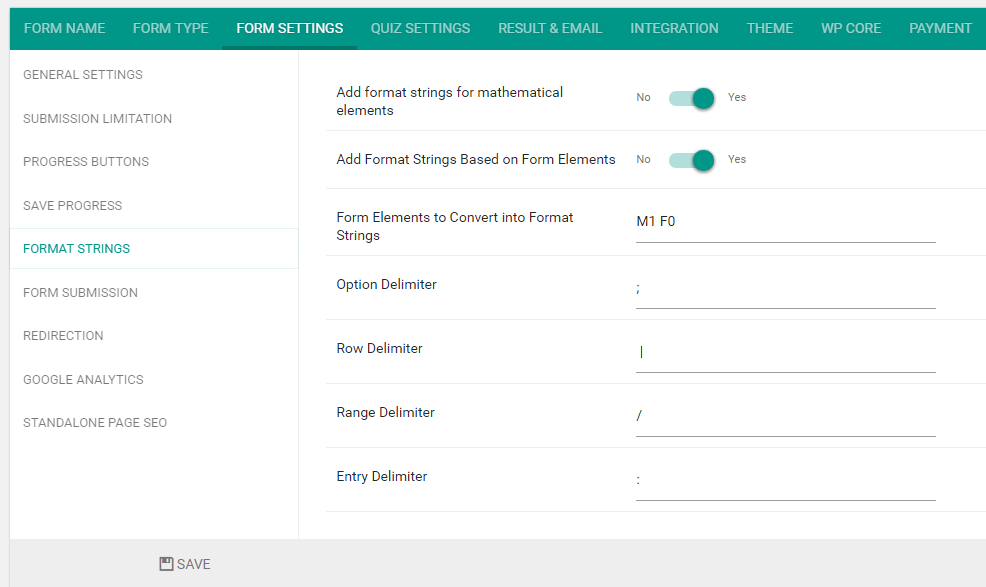 FORM NAME FORM TYPE FORM SETTINGS QUIZ SETTINGS RESULT & EMAIL INTEGRATION THEME WP CORE PAYMENT
GENERAL SETTINGS
SUBMISSION LIMITATION
PROGRESS BUTTONS
SAVE PROGRESS
FORMAT STRINGS
FORM SUBMISSION
REDIRECTION
GOOGLE ANALYTICS
STANDALONE PAGE SEO
Add format strings for mathematical
elements
No Yes
Add Format Strings Based on Form Elements No Yes
Form Elements to Convert into Format
Strings
M1 F0
Option Delimiter
;
Row Delimiter
|
Range Delimiter
/
Entry Delimiter
:
SAVE